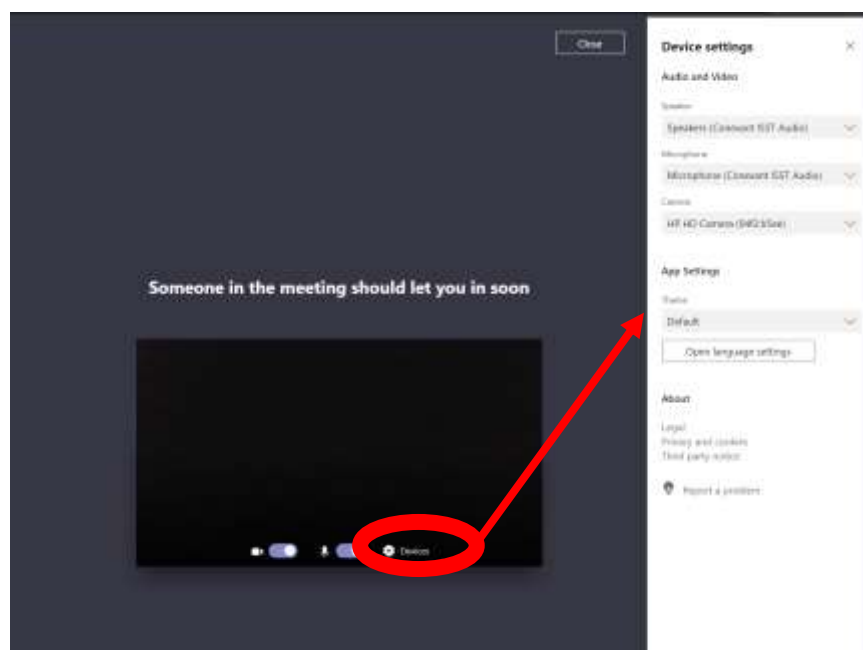 Close
Device settings
Audio and Video
Speaker
Speakers (Conexant ISST Audio)
Microphone
Microphone (Conexant ISST Audio)
Camera
HP HD Camera
Someone in the meeting should let you in soon
App Settings
Theme
Default
Open language settings
About
Legal
Privacy and cookies
Third party notice
Report a problem
Devices